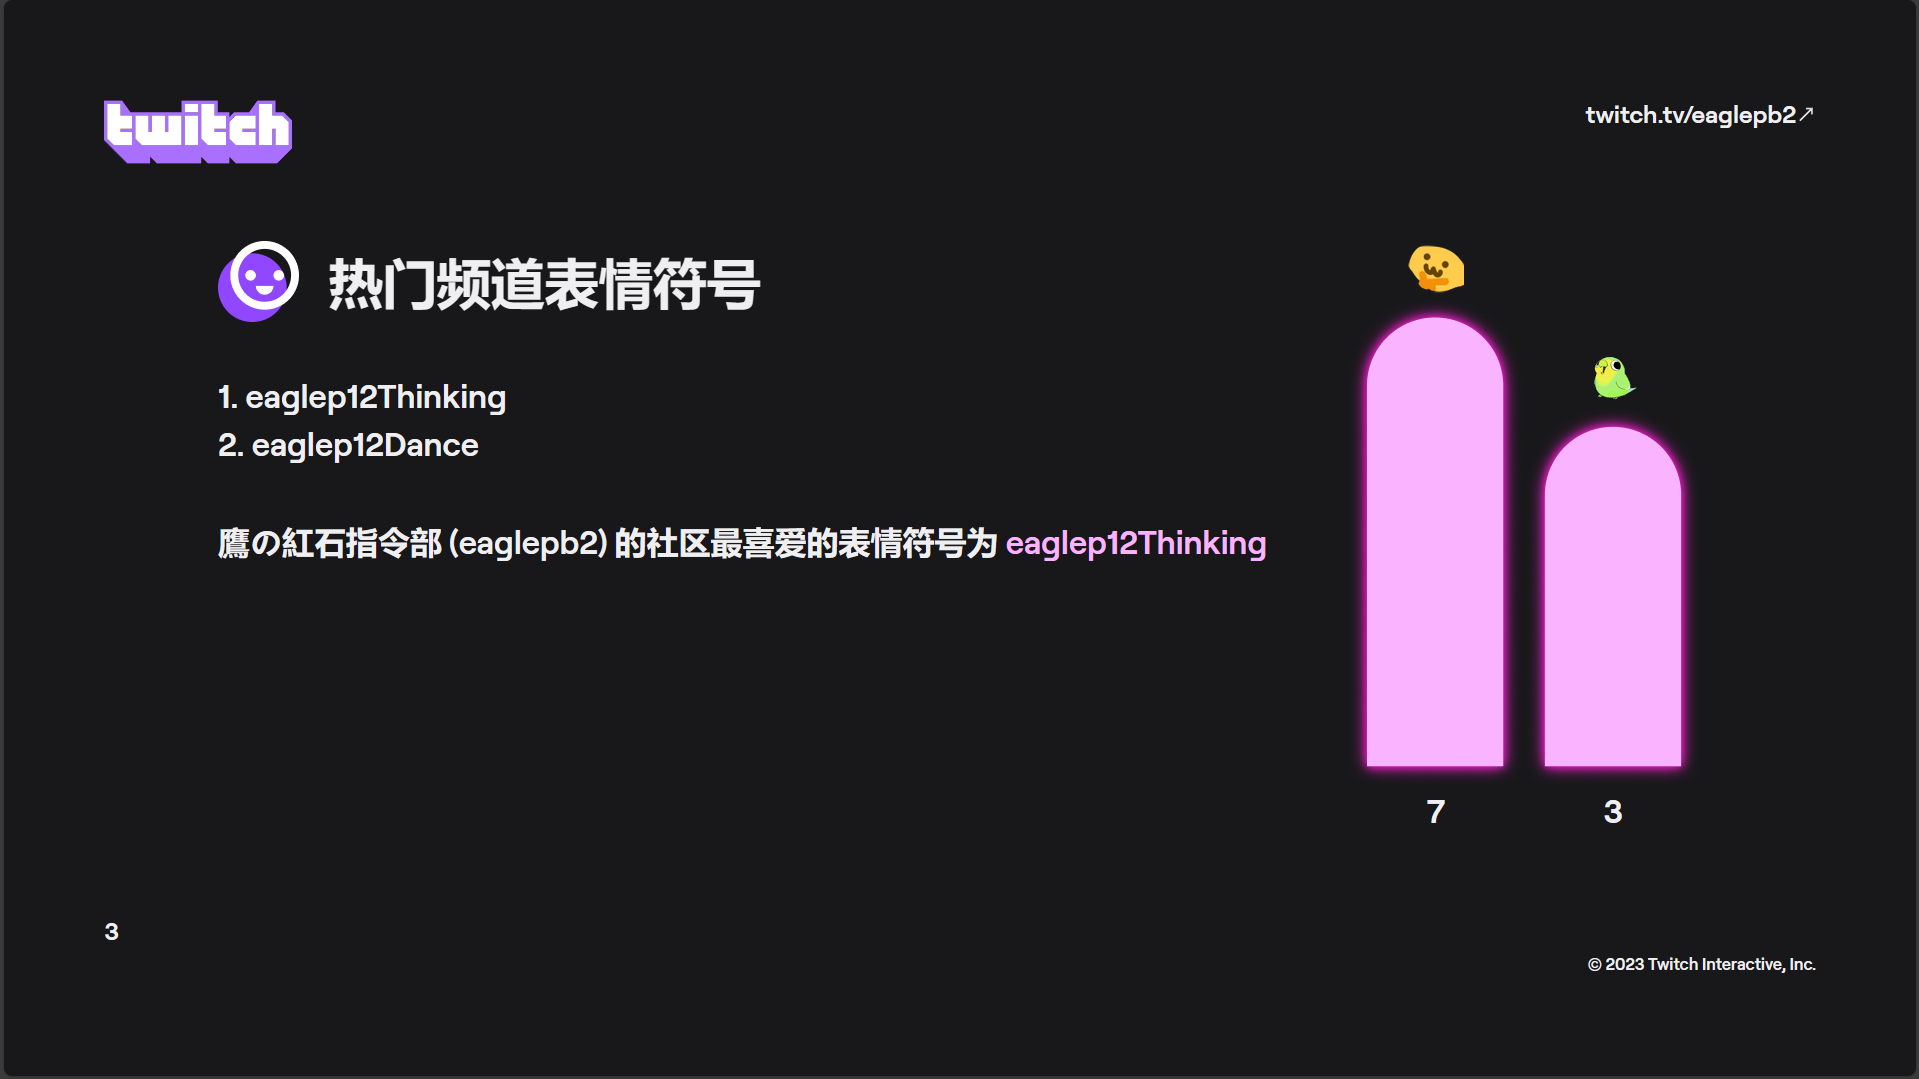 twitch
twitch.tv/eaglepb2↗
热门频道表情符号
1. eaglep12Thinking
2. eaglep12Dance
鷹の紅石指令部 (eaglepb2) 的社区最喜爱的表情符号为 eaglep12Thinking
7
3
3
© 2023 Twitch Interactive, Inc.